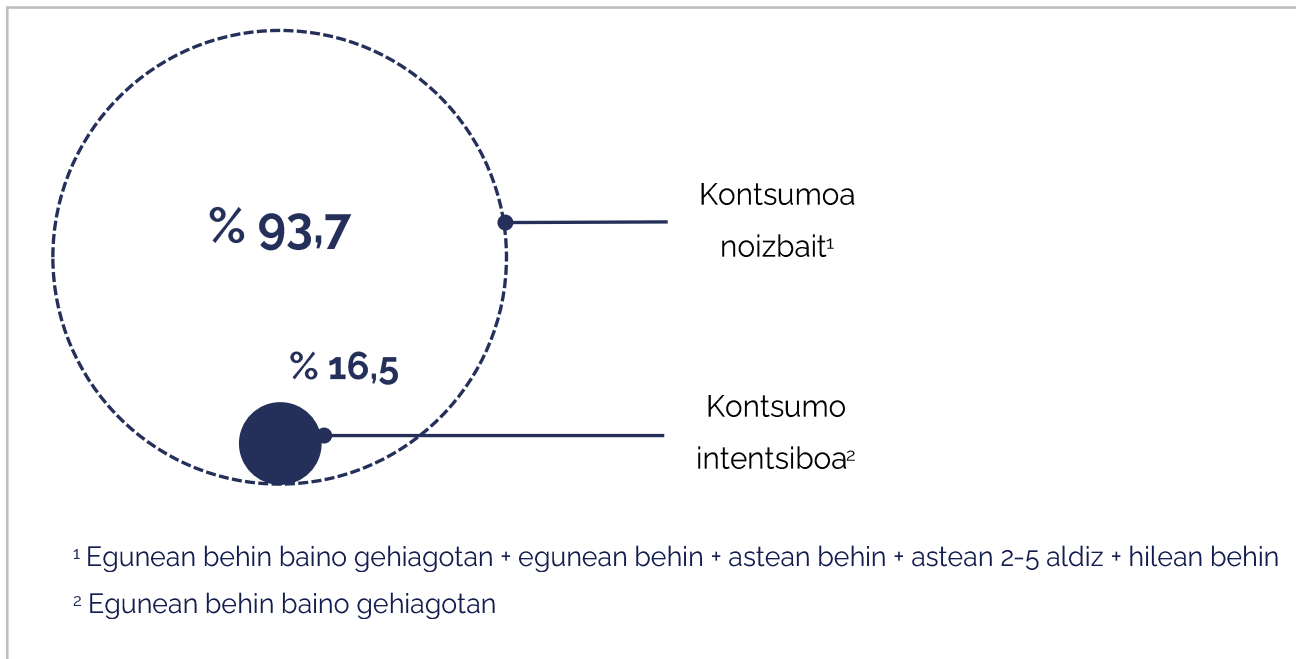 % 93,7
Kontsumoa
noizbait¹
% 16,5
Kontsumo
intentsiboa²
¹ Egunean behin baino gehiagotan + egunean behin + astean behin + astean 2-5 aldiz + hilean behin
² Egunean behin baino gehiagotan